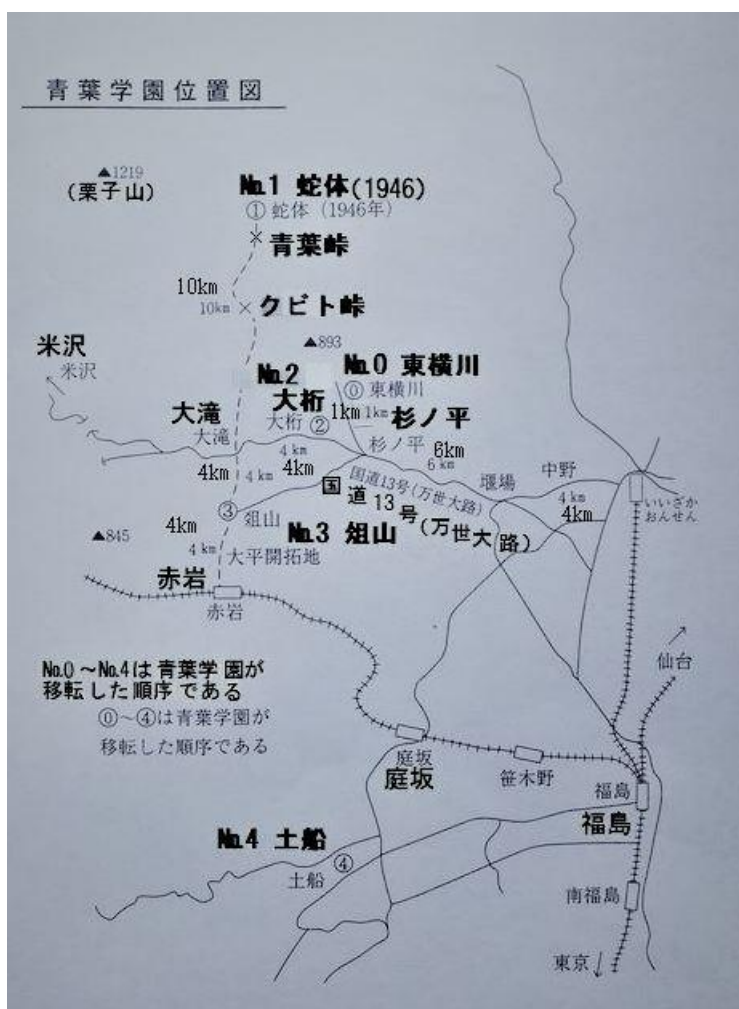 青葉学園位置図
▲1219
(栗子山)
No.1 蛇体(1946)
① 蛇体 (1946年)
青葉峠
10km
10km
クビト峠
米沢
米沢
▲893
No.0 東横川
⓪ 東横川
No.2
大桁
大桁 ②
1km
1km
杉ノ平
杉ノ平
大滝
大滝
4km
4km
4km
4km
6km
6km
国道13号(万世大路)
国道13号(万世大路)
堰場
中野
4km
4km
いいざか
おんせん
③ 俎山
No.3 俎山
▲845
4km
4km
大平開拓地
赤岩
赤岩
仙台
No.0～No.4は青葉学園が
移転した順序である
⓪～④は青葉学園が
移転した順序である
庭坂
庭坂
笹木野
福島
福島
No.4 土船
④
土船
南福島
東京